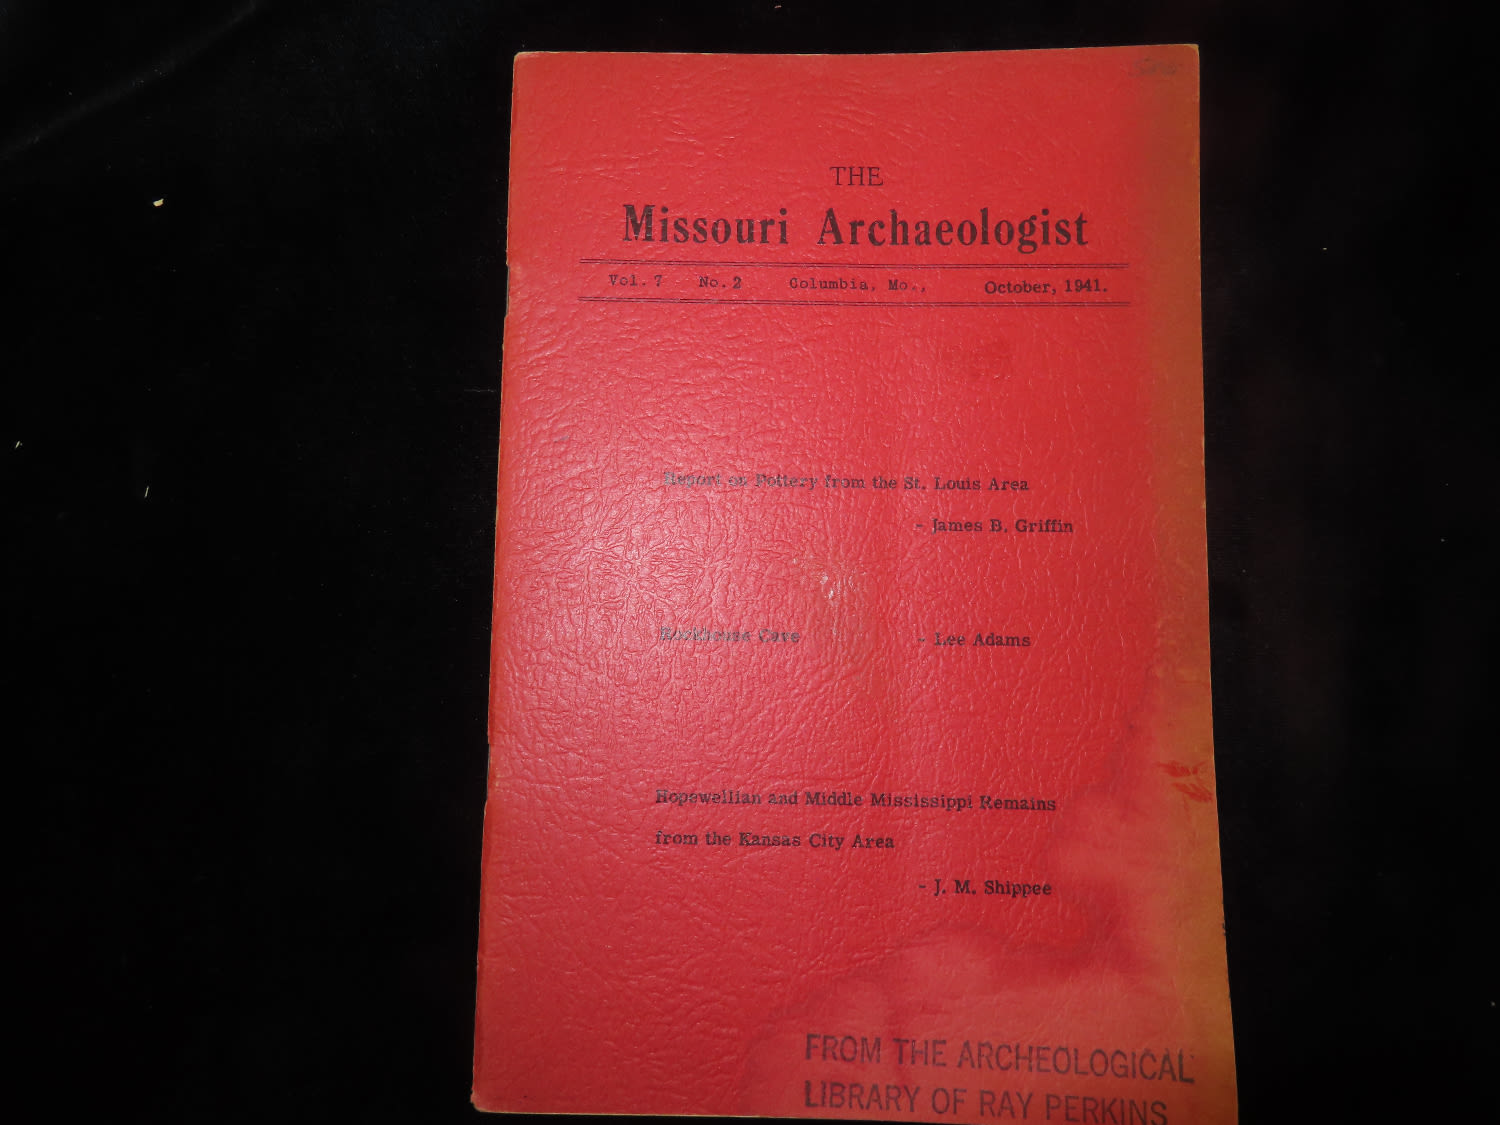 THE
Missouri Archaeologist
Vol. 7 No. 2 Columbia, Mo., October, 1941.
Report on Pottery from the St. Louis Area
- James B. Griffin
Rockhouse Cave - Lee Adams
Hopewellian and Middle Mississippi Remains
from the Kansas City Area
- J. M. Shippee
FROM THE ARCHEOLOGICAL
LIBRARY OF RAY PERKINS